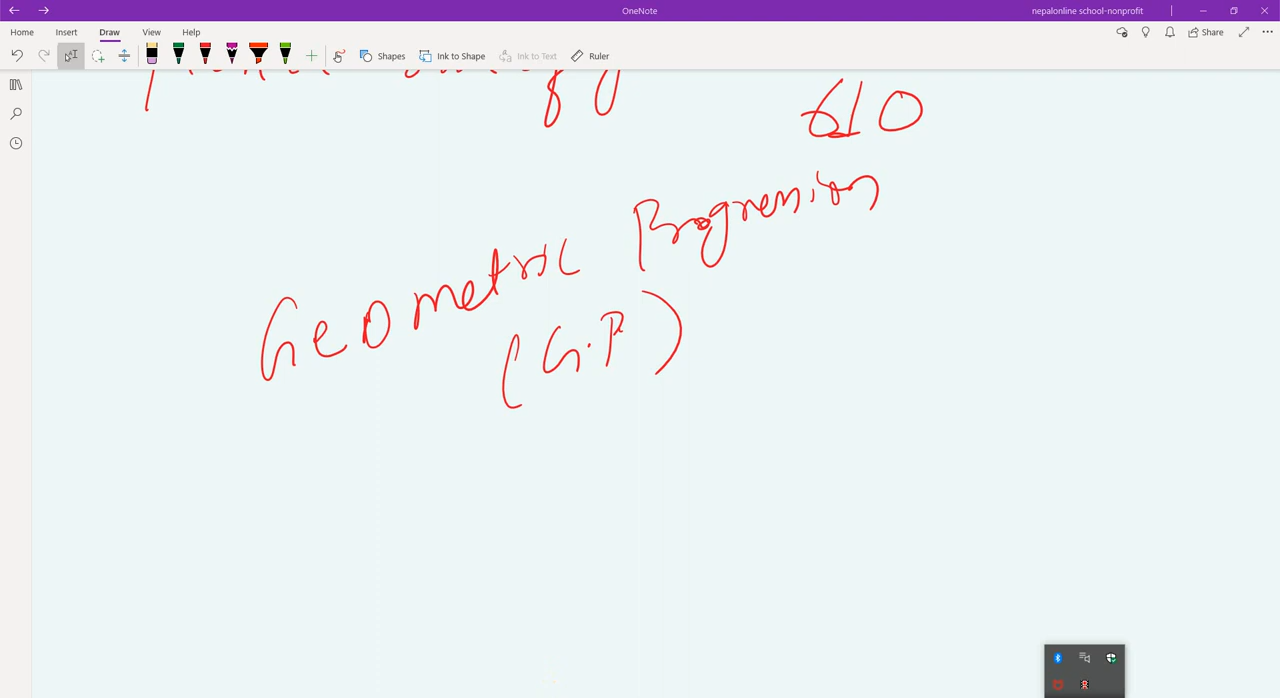 OneNote
nepalonline school-nonprofit
Home Insert Draw View Help
Share
Shapes Ink to Shape Ink to Text Ruler
610
Geometric Progression
(G.P)